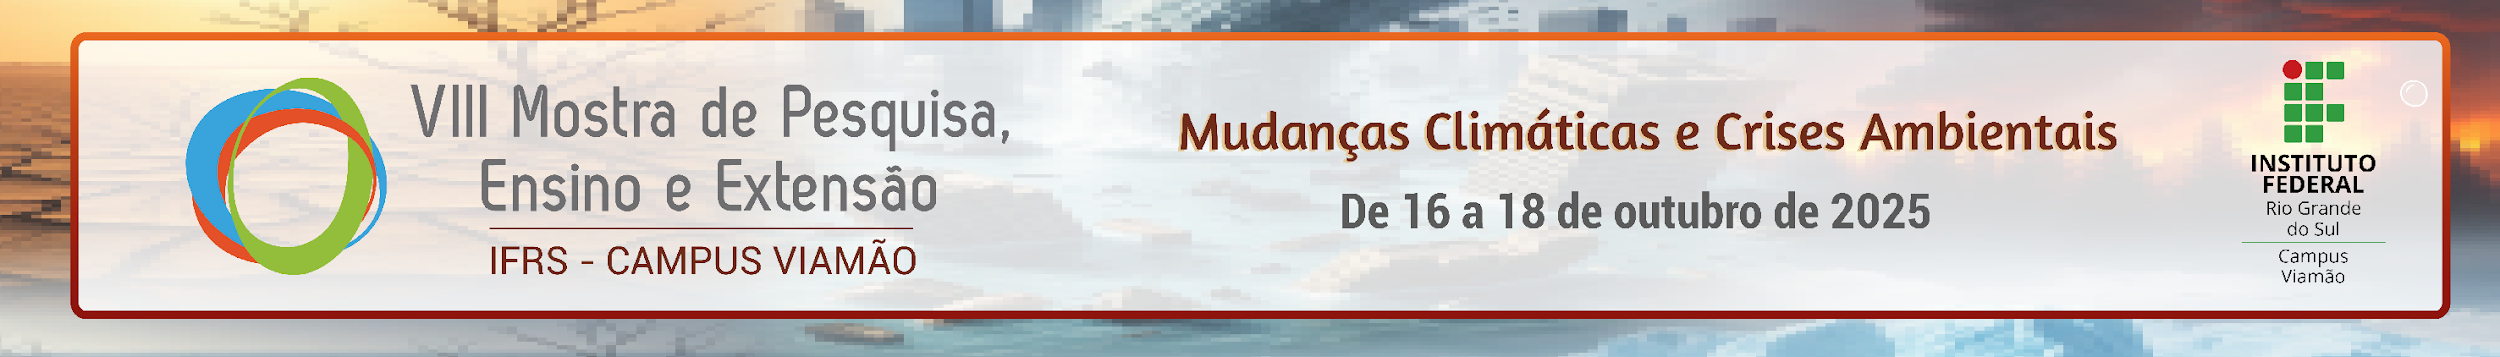 VIII Mostra de Pesquisa,
Ensino e Extensão
IFRS - CAMPUS VIAMÃO
Mudanças Climáticas e Crises Ambientais
De 16 a 18 de outubro de 2025
INSTITUTO
FEDERAL
Rio Grande
do Sul
Campus
Viamão